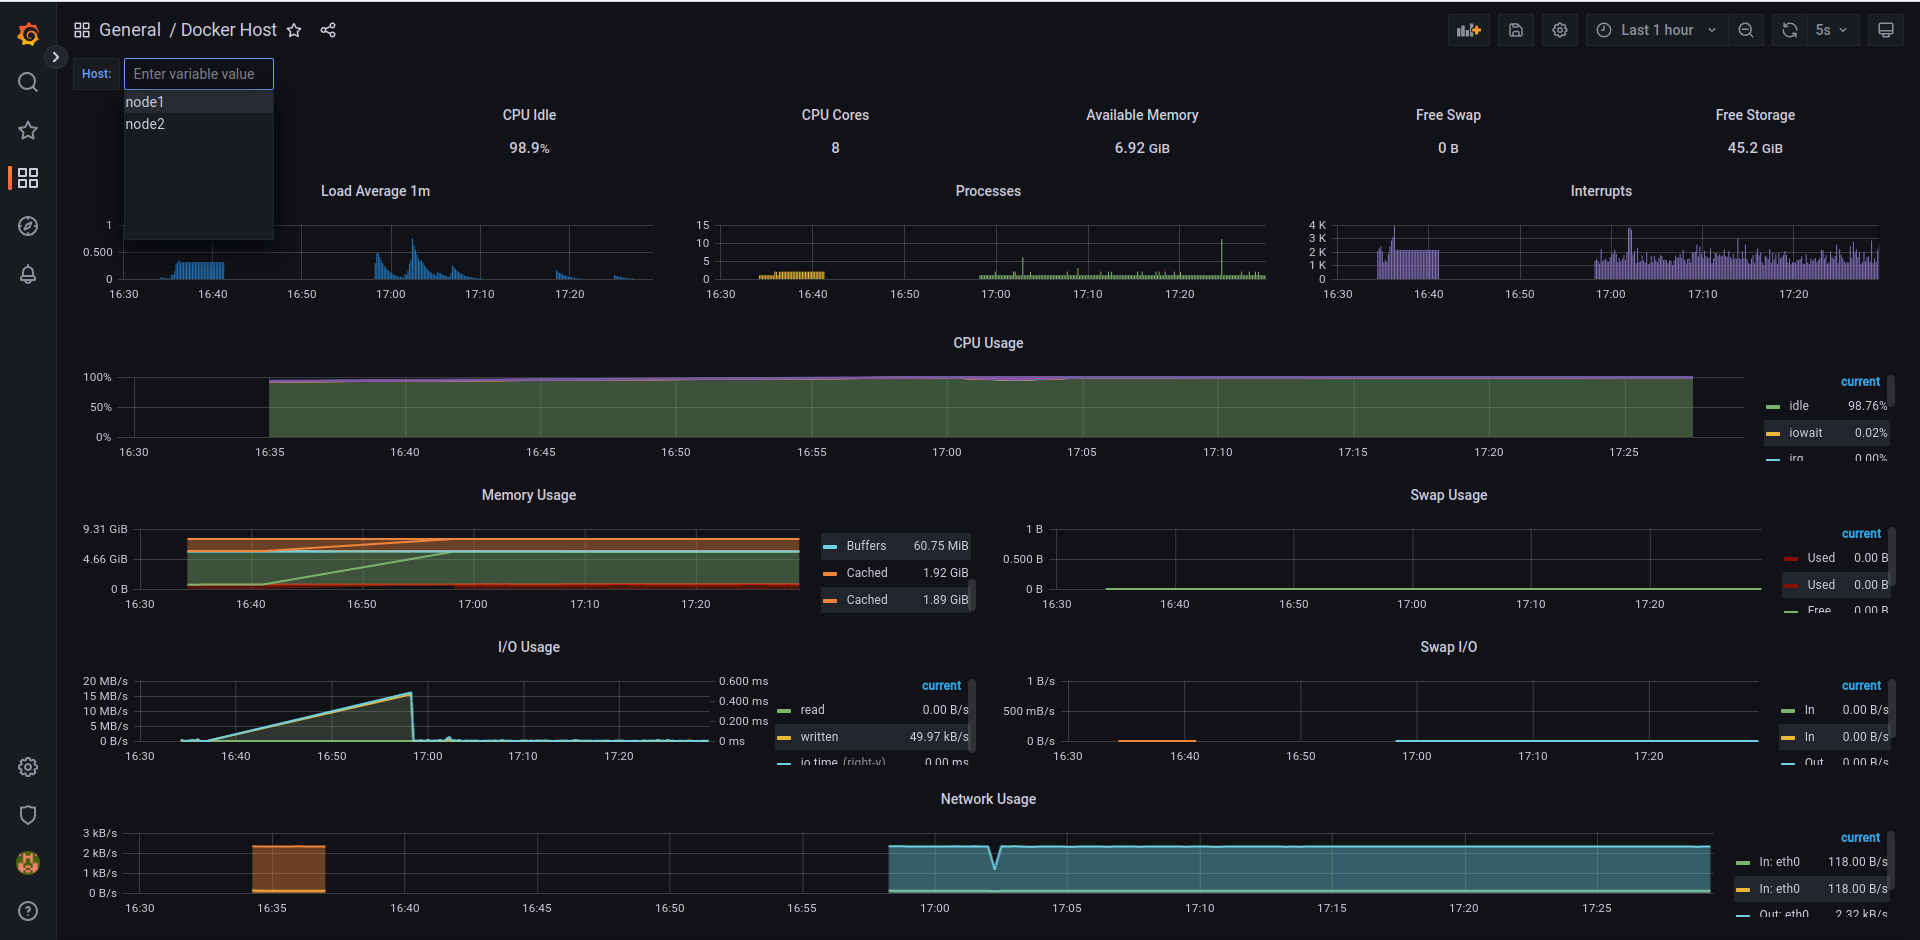 General / Docker Host
Last 1 hour
5s
Host:
Enter variable value
node1
node2
CPU Idle
98.9%
CPU Cores
8
Available Memory
6.92 GiB
Free Swap
0 B
Free Storage
45.2 GiB
Load Average 1m
1
0.500
0
16:30 16:40 16:50 17:00 17:10 17:20
Processes
15
10
5
0
16:30 16:40 16:50 17:00 17:10 17:20
Interrupts
4 K
3 K
2 K
1 K
0
16:30 16:40 16:50 17:00 17:10 17:20
CPU Usage
100%
50%
0%
16:30 16:35 16:40 16:45 16:50 16:55 17:00 17:05 17:10 17:15 17:20 17:25
current
idle 98.76%
iowait 0.02%
irq 0.00%
Memory Usage
9.31 GiB
4.66 GiB
0 B
16:30 16:40 16:50 17:00 17:10 17:20
Buffers 60.75 MiB
Cached 1.92 GiB
Cached 1.89 GiB
Swap Usage
1 B
0.500 B
0 B
16:30 16:40 16:50 17:00 17:10 17:20
current
Used 0.00 B
Used 0.00 B
Free 0.00 B
I/O Usage
20 MB/s
15 MB/s
10 MB/s
5 MB/s
0 B/s
0.600 ms
0.400 ms
0.200 ms
0 ms
16:30 16:40 16:50 17:00 17:10 17:20
current
read 0.00 B/s
written 49.97 kB/s
io time (right-y) 0.00 ms
Swap I/O
1 B/s
500 mB/s
0 B/s
16:30 16:40 16:50 17:00 17:10 17:20
current
In 0.00 B/s
In 0.00 B/s
Out 0.00 B/s
Network Usage
3 kB/s
2 kB/s
1 kB/s
0 B/s
16:30 16:35 16:40 16:45 16:50 16:55 17:00 17:05 17:10 17:15 17:20 17:25
current
In: eth0 118.00 B/s
In: eth0 118.00 B/s
Out: eth0 2.32 kB/s